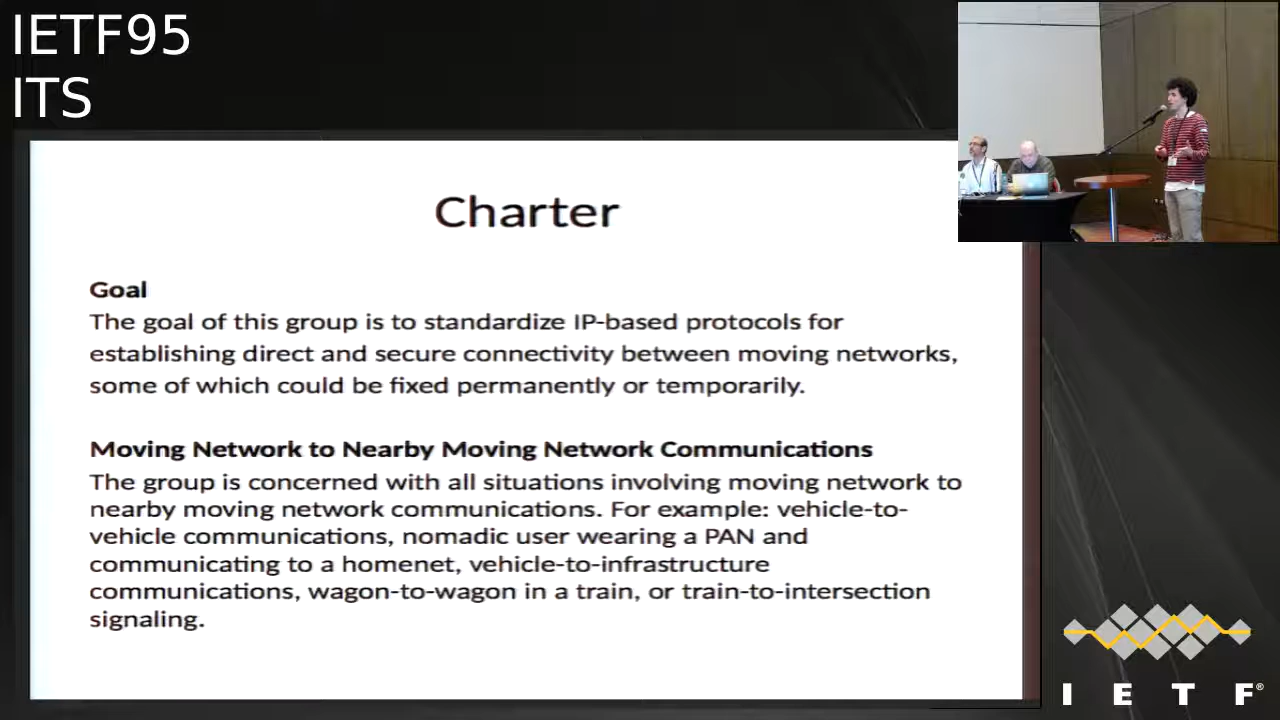 IETF95
ITS
Charter
Goal
The goal of this group is to standardize IP-based protocols for
establishing direct and secure connectivity between moving networks,
some of which could be fixed permanently or temporarily.
Moving Network to Nearby Moving Network Communications
The group is concerned with all situations involving moving network to
nearby moving network communications. For example: vehicle-to-
vehicle communications, nomadic user wearing a PAN and
communicating to a homenet, vehicle-to-infrastructure
communications, wagon-to-wagon in a train, or train-to-intersection
signaling.
I E T F®